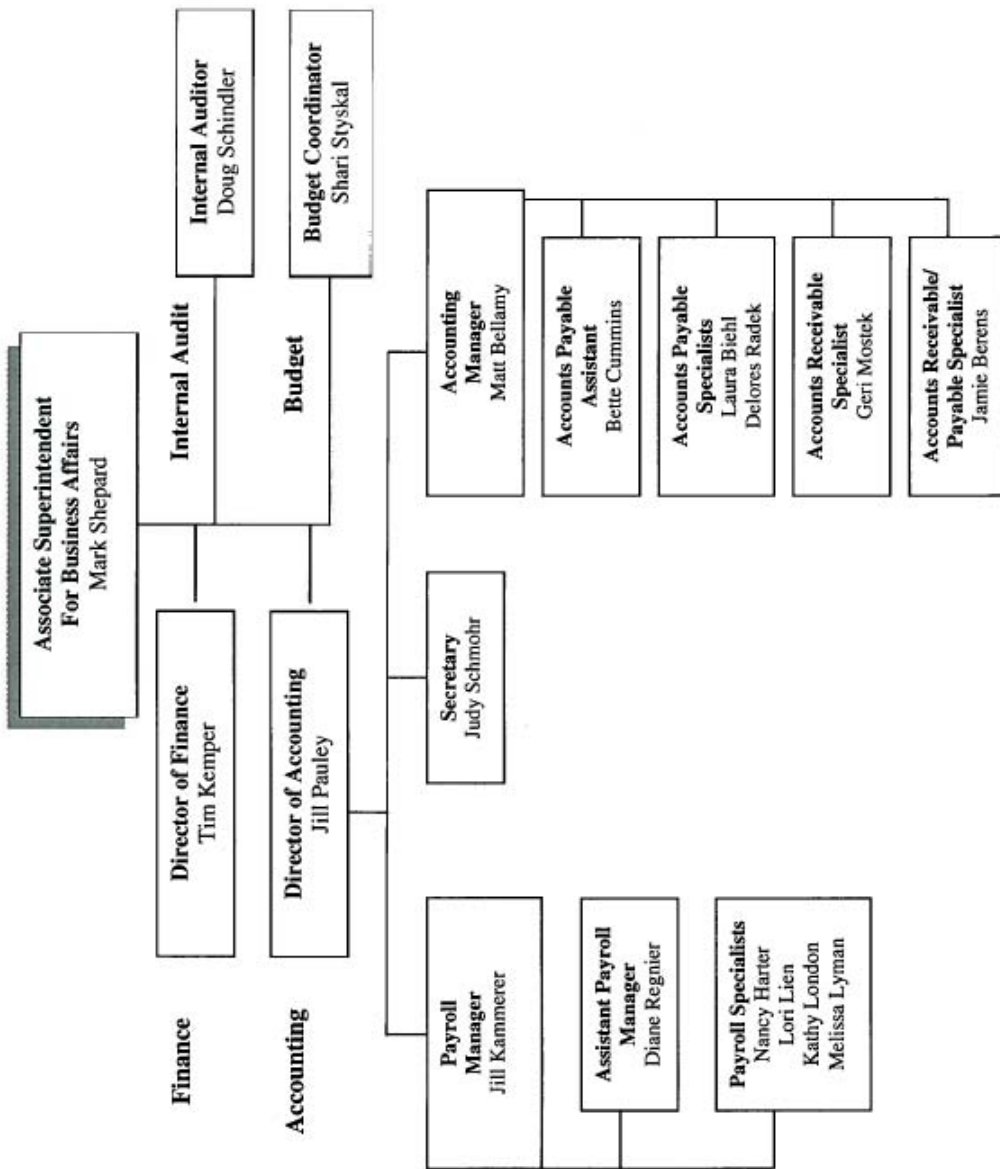 Associate Superintendent
For Business Affairs
Mark Shepard
Internal Audit
Internal Auditor
Doug Schindler
Finance
Director of Finance
Tim Kemper
Budget
Budget Coordinator
Shari Styskal
Accounting
Director of Accounting
Jill Pauley
Payroll
Manager
Jill Kammerer
Assistant Payroll
Manager
Diane Regnier
Payroll Specialists
Nancy Harter
Lori Lien
Kathy London
Melissa Lyman
Secretary
Judy Schmohr
Accounting
Manager
Matt Bellamy
Accounts Payable
Assistant
Bette Cummins
Accounts Payable
Specialists
Laura Biehl
Delores Radek
Accounts Receivable
Specialist
Geri Mostek
Accounts Receivable/
Payable Specialist
Jamie Berens